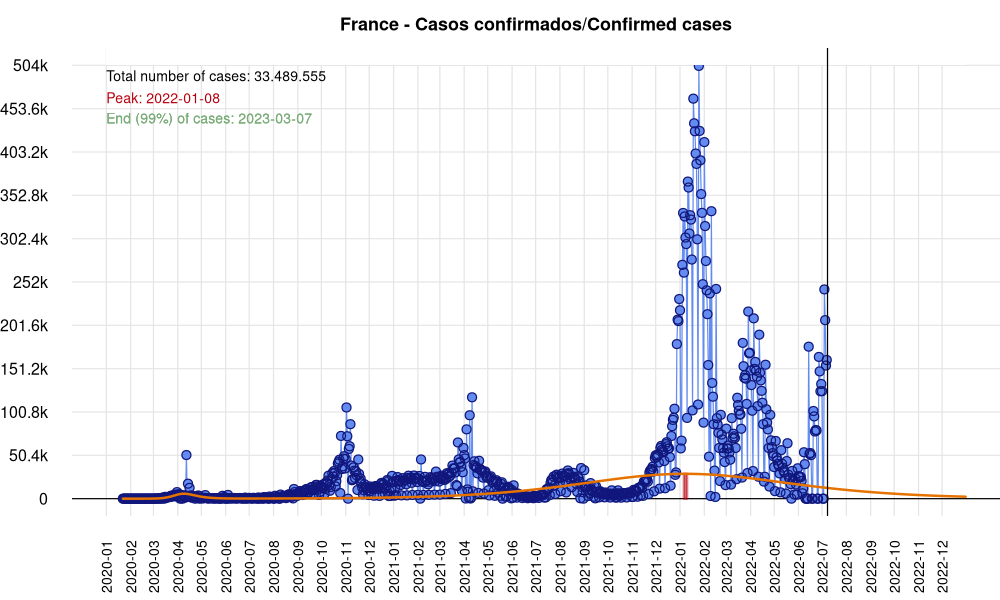 France - Casos confirmados/Confirmed cases
Total number of cases: 33.489.555
Peak: 2022-01-08
End (99%) of cases: 2023-03-07
504k
453.6k
403.2k
352.8k
302.4k
252k
201.6k
151.2k
100.8k
50.4k
0
2020-01
2020-02
2020-03
2020-04
2020-05
2020-06
2020-07
2020-08
2020-09
2020-10
2020-11
2020-12
2021-01
2021-02
2021-03
2021-04
2021-05
2021-06
2021-07
2021-08
2021-09
2021-10
2021-11
2021-12
2022-01
2022-02
2022-03
2022-04
2022-05
2022-06
2022-07
2022-08
2022-09
2022-10
2022-11
2022-12